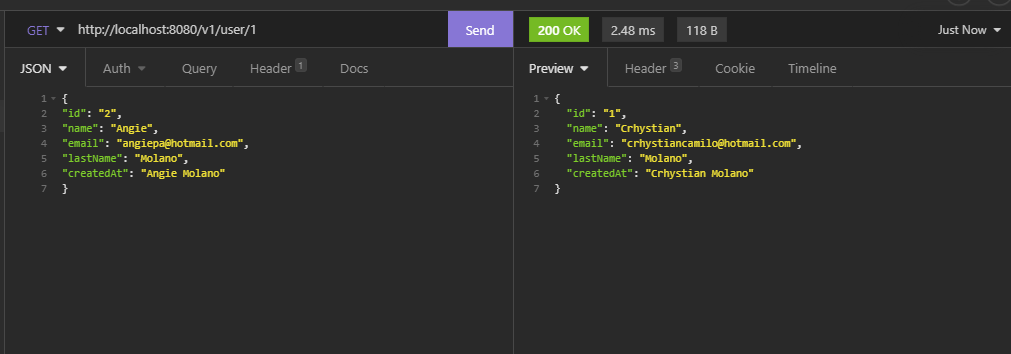 GET http://localhost:8080/v1/user/1 Send 200 OK 2.48 ms 118 B Just Now
JSON Auth Query Header 1 Docs Preview Header 3 Cookie Timeline
1 {
2 "id": "2",
3 "name": "Angie",
4 "email": "angiepa@hotmail.com",
5 "lastName": "Molano",
6 "createdAt": "Angie Molano"
7 }
1 {
2 "id": "1",
3 "name": "Crhystian",
4 "email": "crhystiancamilo@hotmail.com",
5 "lastName": "Molano",
6 "createdAt": "Crhystian Molano"
7 }